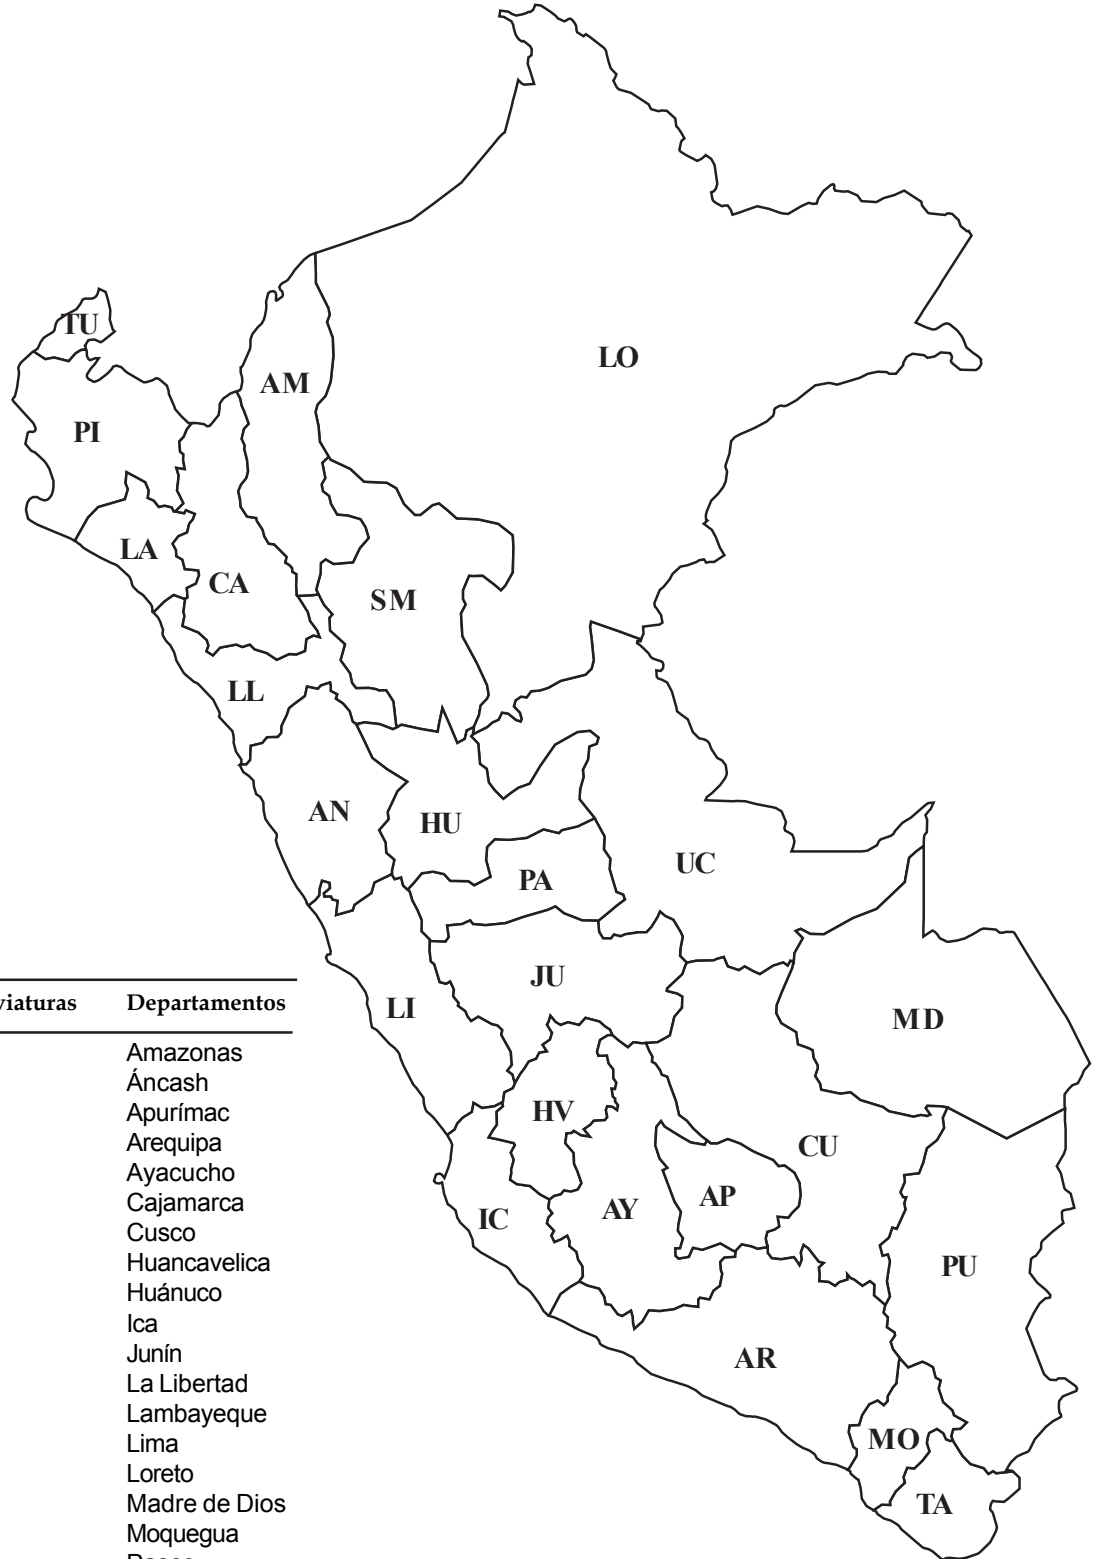 TU
AM
LO
PI
LA
CA
SM
LL
AN
HU
PA
UC
JU
LI
MD
HV
CU
AP
AY
IC
PU
AR
MO
TA
viaturas Departamentos
Amazonas
Áncash
Apurímac
Arequipa
Ayacucho
Cajamarca
Cusco
Huancavelica
Huánuco
Ica
Junín
La Libertad
Lambayeque
Lima
Loreto
Madre de Dios
Moquegua